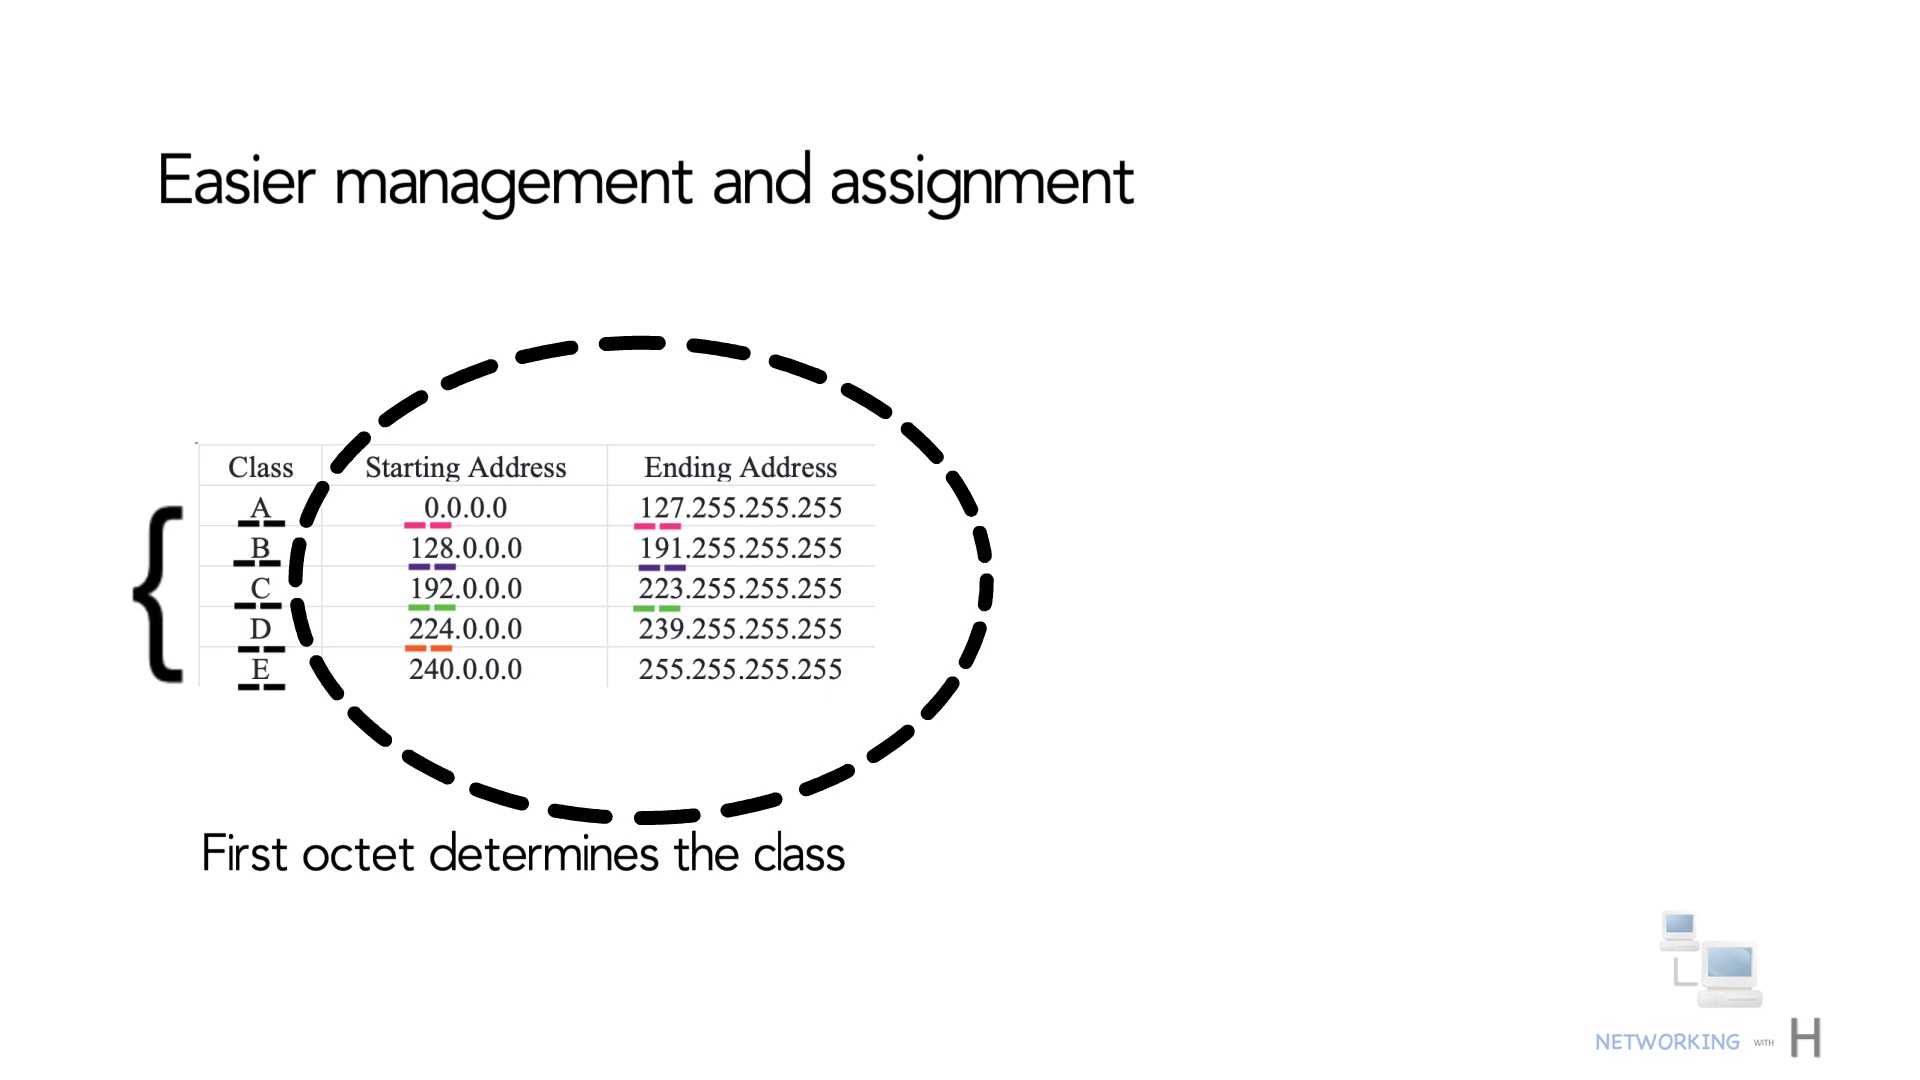 Easier management and assignment
Class Starting Address Ending Address
A 0.0.0.0 127.255.255.255
B 128.0.0.0 191.255.255.255
C 192.0.0.0 223.255.255.255
D 224.0.0.0 239.255.255.255
E 240.0.0.0 255.255.255.255
First octet determines the class
NETWORKING WITH H